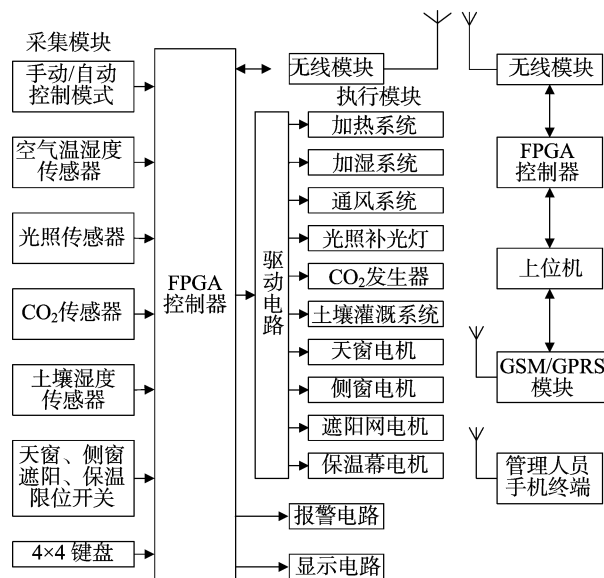 采集模块
手动/自动
控制模式
空气温湿度
传感器
光照传感器
CO₂传感器
土壤湿度
传感器
天窗、侧窗
遮阳、保温
限位开关
4×4 键盘
FPGA
控制器
无线模块
执行模块
驱动电路
加热系统
加湿系统
通风系统
光照补光灯
CO₂发生器
土壤灌溉系统
天窗电机
侧窗电机
遮阳网电机
保温幕电机
报警电路
显示电路
无线模块
FPGA
控制器
上位机
GSM/GPRS
模块
管理人员
手机终端